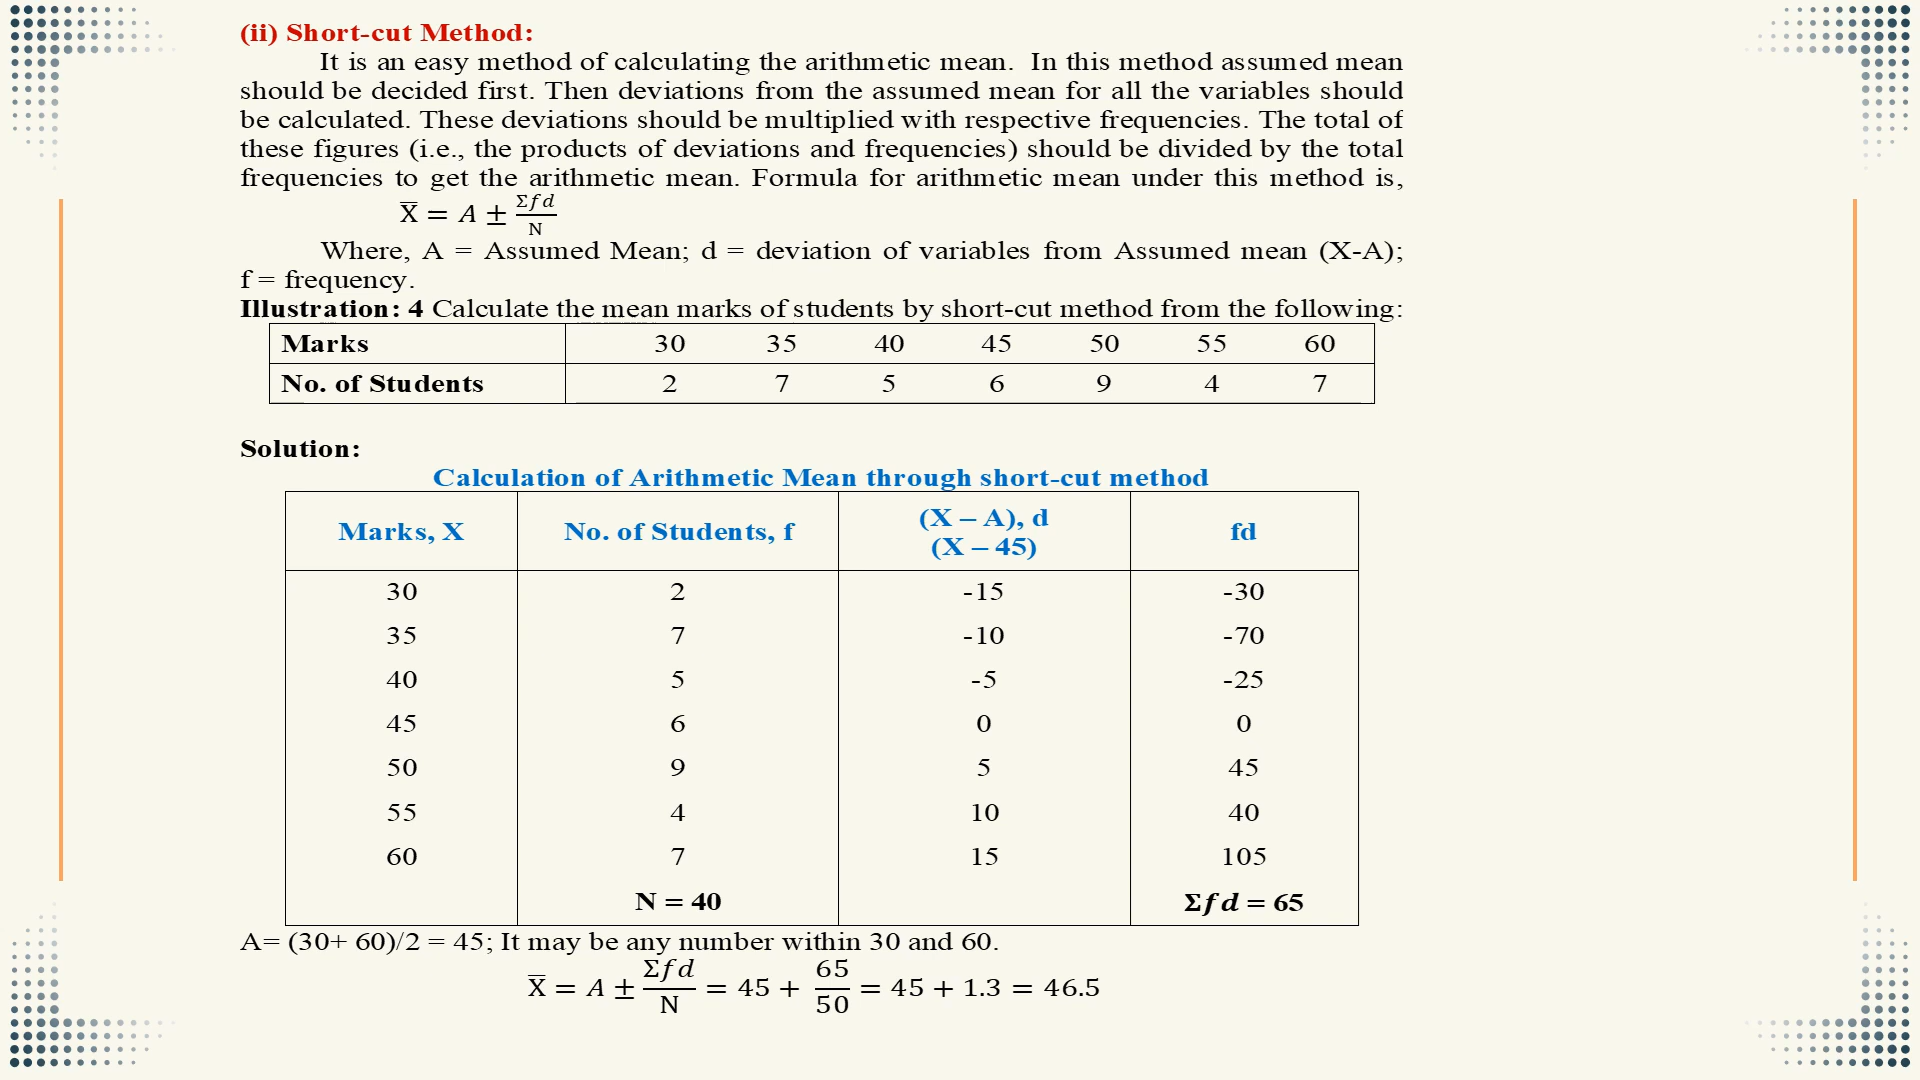 (ii) Short-cut Method:
It is an easy method of calculating the arithmetic mean. In this method assumed mean
should be decided first. Then deviations from the assumed mean for all the variables should
be calculated. These deviations should be multiplied with respective frequencies. The total of
these figures (i.e., the products of deviations and frequencies) should be divided by the total
frequencies to get the arithmetic mean. Formula for arithmetic mean under this method is,
X̅ = A ± Σfd/N
Where, A = Assumed Mean; d = deviation of variables from Assumed mean (X-A);
f = frequency.
Illustration: 4 Calculate the mean marks of students by short-cut method from the following:
Marks 30 35 40 45 50 55 60
No. of Students 2 7 5 6 9 4 7
Solution:
Calculation of Arithmetic Mean through short-cut method
Marks, X No. of Students, f (X – A), d (X – 45) fd
30 2 -15 -30
35 7 -10 -70
40 5 -5 -25
45 6 0 0
50 9 5 45
55 4 10 40
60 7 15 105
N = 40 Σfd = 65
A= (30+ 60)/2 = 45; It may be any number within 30 and 60.
X̅ = A ± Σfd/N = 45 + 65/50 = 45 + 1.3 = 46.5